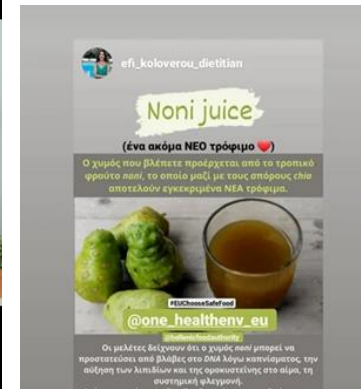 efi_koloverou_dietitian
Noni juice
(ένα ακόμα ΝΕΟ τρόφιμο ❤️)
Ο χυμός που βλέπετε προέρχεται από το τροπικό
φρούτο noni, το οποίο μαζί με τους σπόρους chia
αποτελούν εγκεκριμένα ΝΕΑ τρόφιμα.
#EUChooseSafeFood
@one_healthenv_eu
@hellenicfoodauthority
Οι μελέτες δείχνουν ότι ο χυμός noni μπορεί να
προστατεύσει από βλάβες στο DNA λόγω καπνίσματος, την
αύξηση των λιπιδίων και της ομοκυστεΐνης στο αίμα, τη
συστημική φλεγμονή.